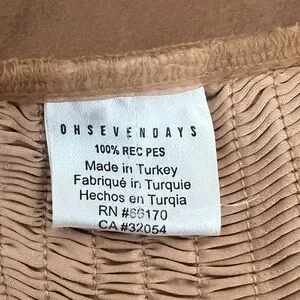 OHSEVENDAYS
100% REC PES
Made in Turkey
Fabriqué in Turquie
Hechos en Turqia
RN #66170
CA #32054